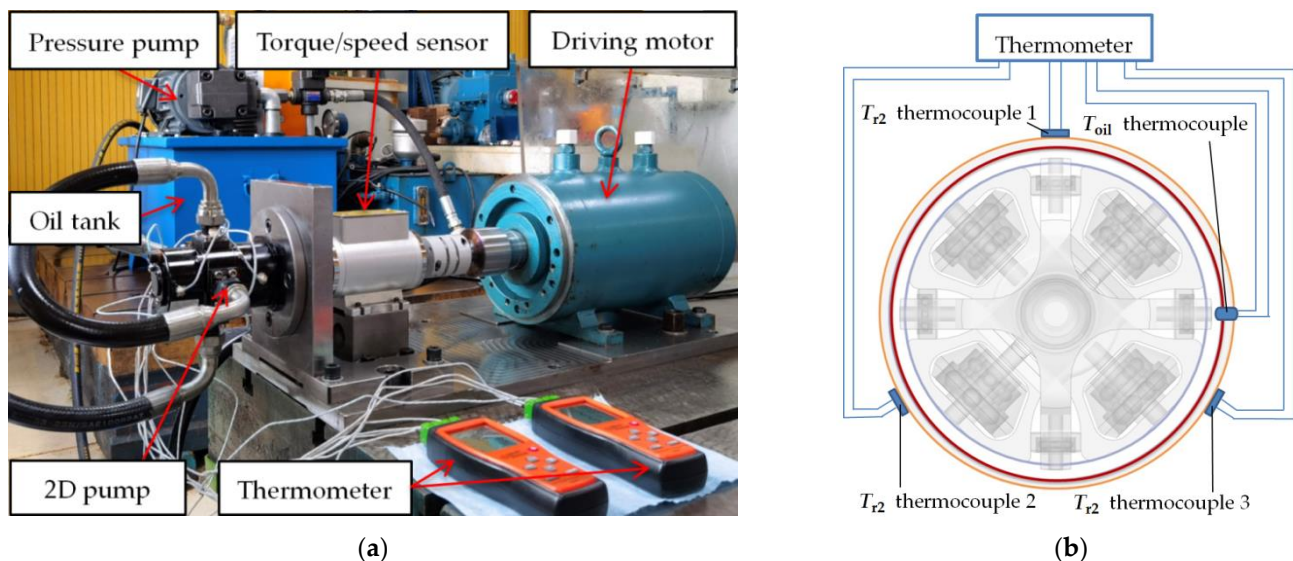 Pressure pump
Torque/speed sensor
Driving motor
Oil tank
2D pump
Thermometer
(a)
Thermometer
Tr2 thermocouple 1
Toil thermocouple
Tr2 thermocouple 2
Tr2 thermocouple 3
(b)